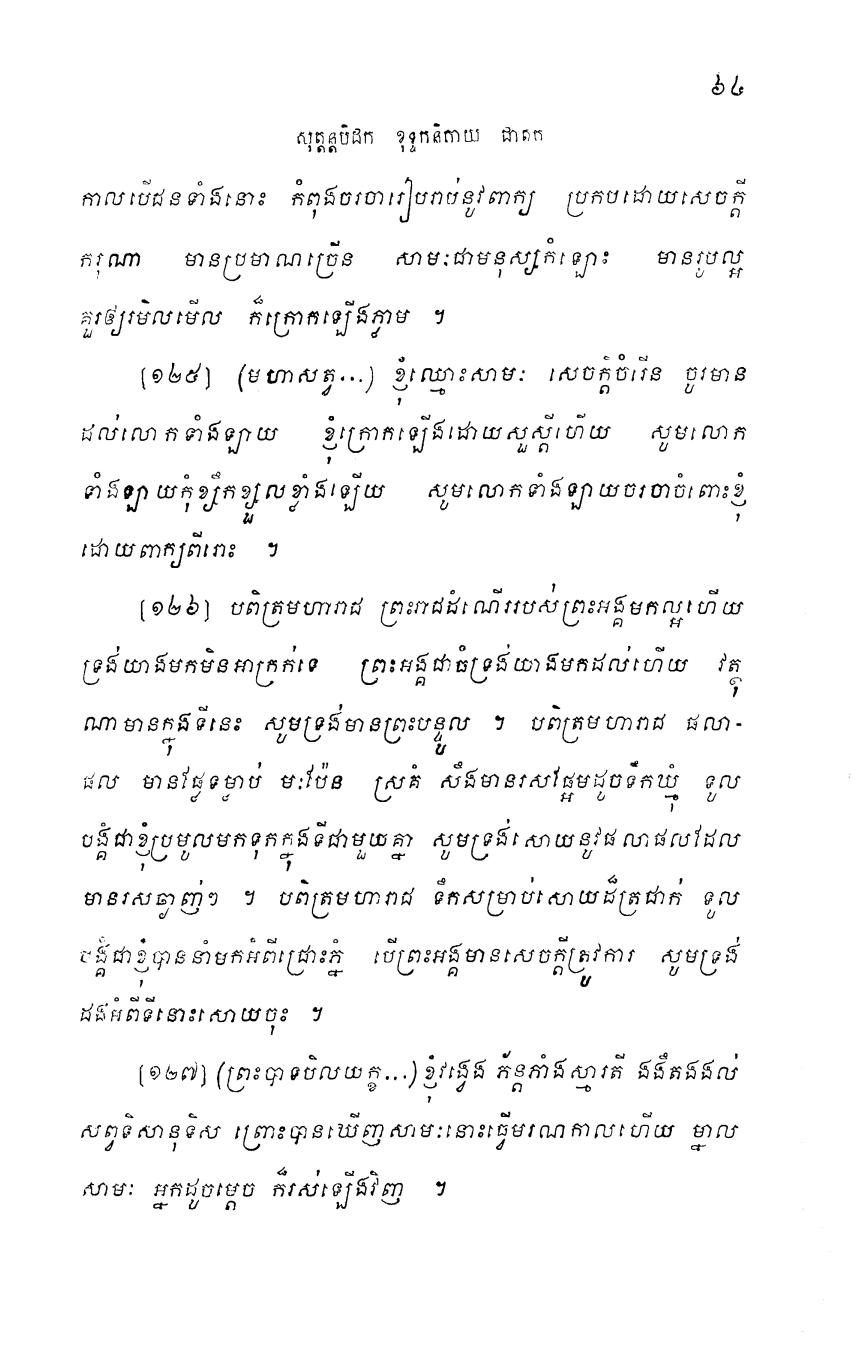 ៦៤
សុត្តន្តបិដក ខុទ្ទកនិកាយ ជាតក
កាលបើជនទាំងនោះ កំពុងចរចារៀបរាប់នូវពាក្យ ប្រកបដោយសេចក្តី
ករុណា មានប្រមាណច្រើន សាមៈជាមនុស្សកំឡោះ មានរូបល្អ
គួរឲ្យរមិលមើល ក៏ក្រោកឡើងភ្លាម ។
[១២៥] (មហាសត្វ...) ខ្ញុំឈ្មោះសាមៈ សេចក្តីចំរើន ចូរមាន
ដល់លោកទាំងឡាយ ខ្ញុំក្រោកឡើងដោយសួស្តីហើយ សូមលោក
ទាំងឡាយកុំខ្សឹកខ្សួលខ្លាំងឡើយ សូមលោកទាំងឡាយចរចាចំពោះខ្ញុំ
ដោយពាក្យពីរោះ ។
[១២៦] បពិត្រមហារាជ ព្រះរាជដំណើររបស់ព្រះអង្គមកល្អហើយ
ទ្រង់យាងមកមិនអាក្រក់ទេ ព្រះអង្គជាធំទ្រង់យាងមកដល់ហើយ វត្ថុ
ណាមានក្នុងទីនេះ សូមទ្រង់មានព្រះបន្ទូល ។ បពិត្រមហារាជ ផលា-
ផល មានផ្លែទន្លាប់ មៈប៉ែន ស្រគំ សឹងមានរសផ្អែមដូចទឹកឃ្មុំ ទូល
បង្គំជាខ្ញុំប្រមូលមកទុកក្នុងទីជាមួយគ្នា សូមទ្រង់សោយនូវផលាផលដែល
មានរសឆ្ងាញ់ៗ ។ បពិត្រមហារាជ ទឹកសម្រាប់សោយដ៏ត្រជាក់ ទូល
បង្គំជាខ្ញុំបាននាំមកអំពីជ្រោះភ្នំ បើព្រះអង្គមានសេចក្តីត្រូវការ សូមទ្រង់
ដងអំពីទីនោះសោយចុះ ។
[១២៧] (ព្រះបាទបិលយក្ខ...) ខ្ញុំវង្វេង ភ័ន្តភាំងស្មារតី ងងឹតងងល់
សព្វទិសានុទិស ព្រោះបានឃើញសាមៈនោះធ្វើមរណកាលហើយ ម្នាល
សាមៈ អ្នកដូចម្តេច ក៏រស់ឡើងវិញ ។